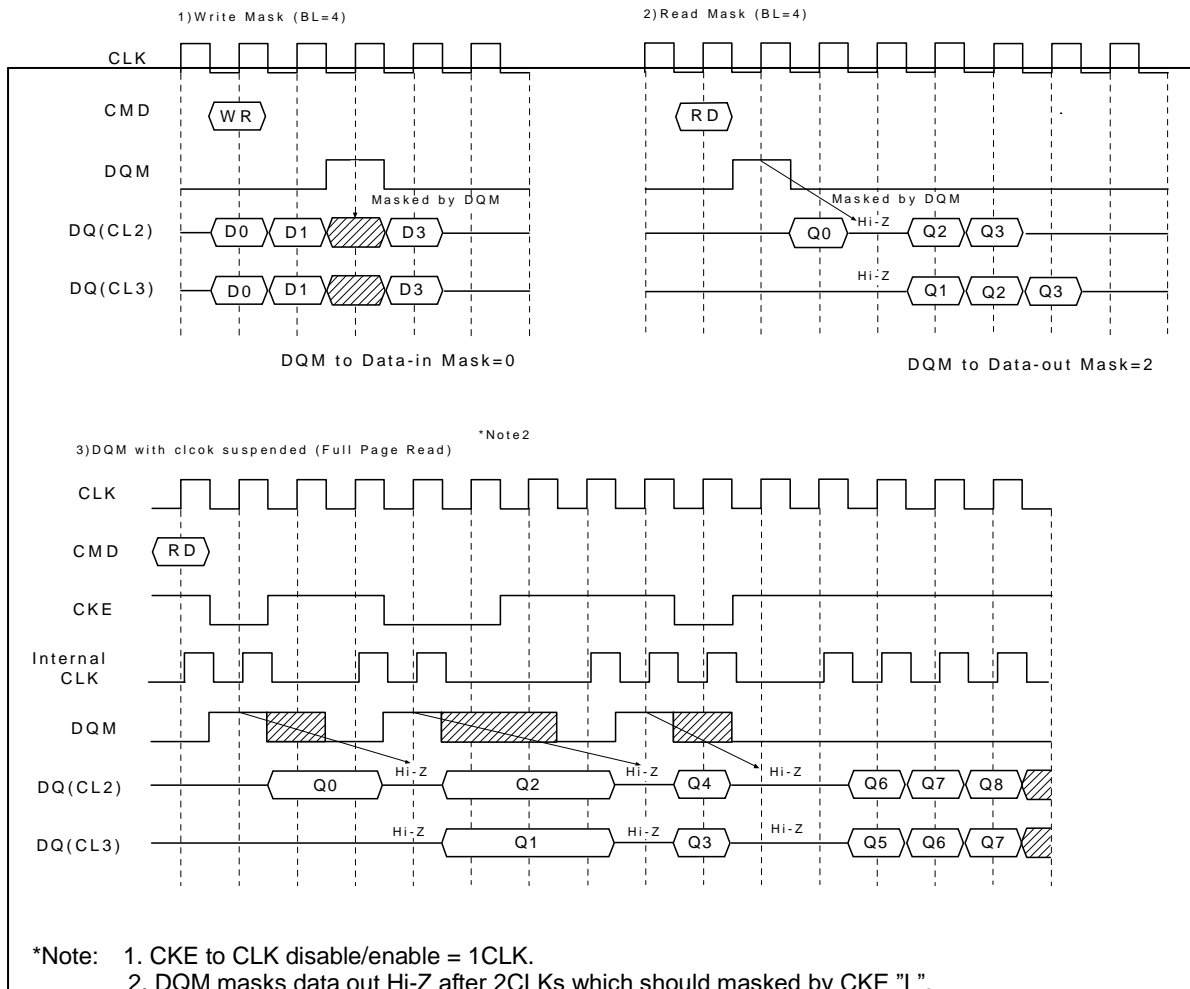 1)Write Mask (BL=4)
2)Read Mask (BL=4)
CLK
CMD
WR
RD
DQM
Masked by DQM
Masked by DQM
DQ(CL2)
D0
D1
D3
Q0
Hi-Z
Q2
Q3
DQ(CL3)
D0
D1
D3
Hi-Z
Q1
Q2
Q3
DQM to Data-in Mask=0
DQM to Data-out Mask=2
*Note2
3)DQM with clcok suspended (Full Page Read)
CLK
CMD
RD
CKE
Internal
CLK
DQM
DQ(CL2)
Q0
Hi-Z
Q2
Hi-Z
Q4
Hi-Z
Q6
Q7
Q8
DQ(CL3)
Hi-Z
Q1
Hi-Z
Q3
Hi-Z
Q5
Q6
Q7
*Note: 1. CKE to CLK disable/enable = 1CLK.
2. DQM masks data out Hi-Z after 2CLKs which should masked by CKE "L".